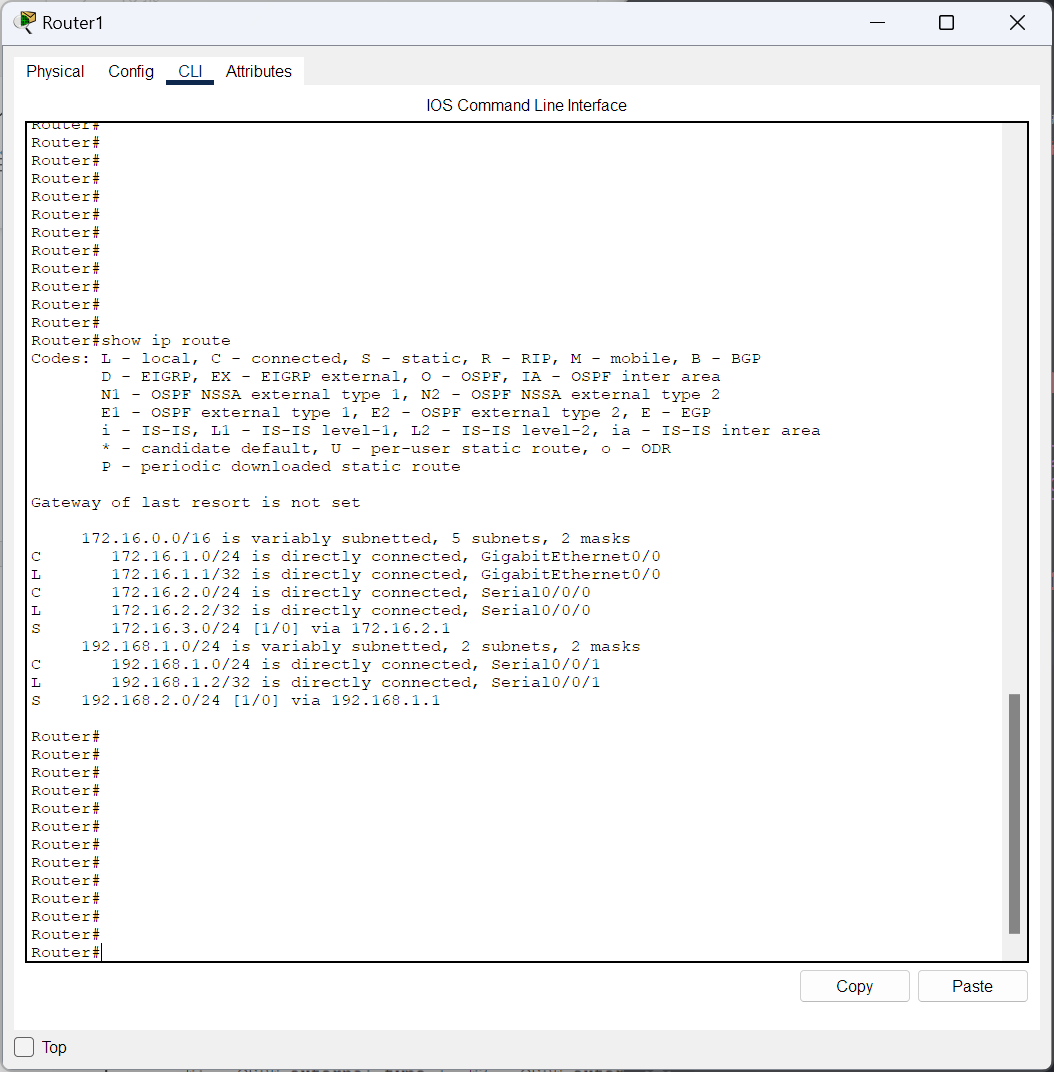 Router1
Physical Config CLI Attributes
IOS Command Line Interface
Router#
Router#
Router#
Router#
Router#
Router#
Router#
Router#
Router#
Router#
Router#
Router#
Router#show ip route
Codes: L - local, C - connected, S - static, R - RIP, M - mobile, B - BGP
D - EIGRP, EX - EIGRP external, O - OSPF, IA - OSPF inter area
N1 - OSPF NSSA external type 1, N2 - OSPF NSSA external type 2
E1 - OSPF external type 1, E2 - OSPF external type 2, E - EGP
i - IS-IS, L1 - IS-IS level-1, L2 - IS-IS level-2, ia - IS-IS inter area
* - candidate default, U - per-user static route, o - ODR
P - periodic downloaded static route
Gateway of last resort is not set
172.16.0.0/16 is variably subnetted, 5 subnets, 2 masks
C 172.16.1.0/24 is directly connected, GigabitEthernet0/0
L 172.16.1.1/32 is directly connected, GigabitEthernet0/0
C 172.16.2.0/24 is directly connected, Serial0/0/0
L 172.16.2.2/32 is directly connected, Serial0/0/0
S 172.16.3.0/24 [1/0] via 172.16.2.1
192.168.1.0/24 is variably subnetted, 2 subnets, 2 masks
C 192.168.1.0/24 is directly connected, Serial0/0/1
L 192.168.1.2/32 is directly connected, Serial0/0/1
S 192.168.2.0/24 [1/0] via 192.168.1.1
Router#
Router#
Router#
Router#
Router#
Router#
Router#
Router#
Router#
Router#
Router#
Router#
Router#
Copy Paste
Top